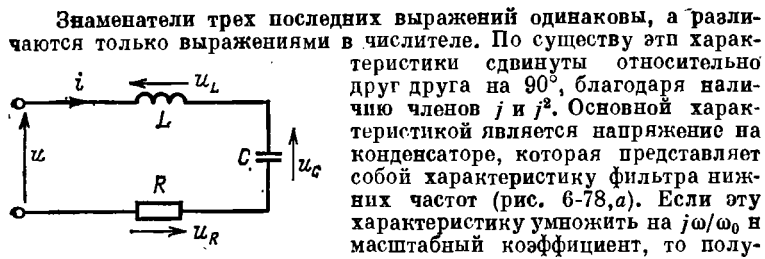 Знаменатели трех последних выражений одинаковы, а разли-
чаются только выражениями в числителе. По существу эти харак-
теристики сдвинуты относительно
друг друга на 90°, благодаря нали-
чию членов j и j². Основной харак-
теристикой является напряжение на
конденсаторе, которая представляет
собой характеристику фильтра ниж-
них частот (рис. 6-78,а). Если эту
характеристику умножить на jω/ω₀ и
масштабный коэффициент, то полу-
i
u_L
L
u
C
u_C
R
u_R